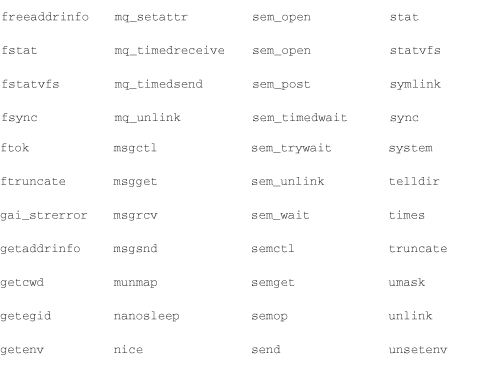 freeaddrinfo mq_setattr sem_open stat
fstat mq_timedreceive sem_open statvfs
fstatvfs mq_timedsend sem_post symlink
fsync mq_unlink sem_timedwait sync
ftok msgctl sem_trywait system
ftruncate msgget sem_unlink telldir
gai_strerror msgrcv sem_wait times
getaddrinfo msgsnd semctl truncate
getcwd munmap semget umask
getegid nanosleep semop unlink
getenv nice send unsetenv